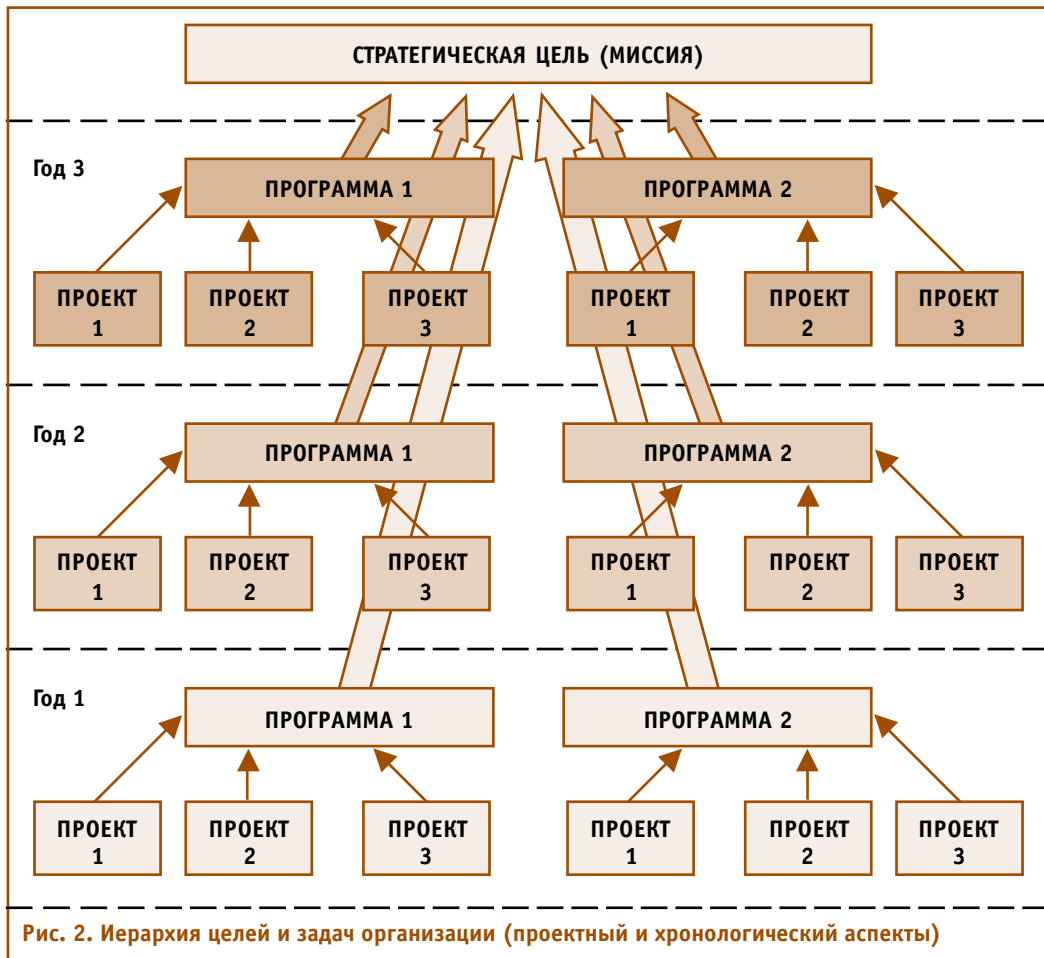 СТРАТЕГИЧЕСКАЯ ЦЕЛЬ (МИССИЯ)
Год 3
ПРОГРАММА 1
ПРОГРАММА 2
ПРОЕКТ
1
ПРОЕКТ
2
ПРОЕКТ
3
ПРОЕКТ
1
ПРОЕКТ
2
ПРОЕКТ
3
Год 2
ПРОГРАММА 1
ПРОГРАММА 2
ПРОЕКТ
1
ПРОЕКТ
2
ПРОЕКТ
3
ПРОЕКТ
1
ПРОЕКТ
2
ПРОЕКТ
3
Год 1
ПРОГРАММА 1
ПРОГРАММА 2
ПРОЕКТ
1
ПРОЕКТ
2
ПРОЕКТ
3
ПРОЕКТ
1
ПРОЕКТ
2
ПРОЕКТ
3
Рис. 2. Иерархия целей и задач организации (проектный и хронологический аспекты)